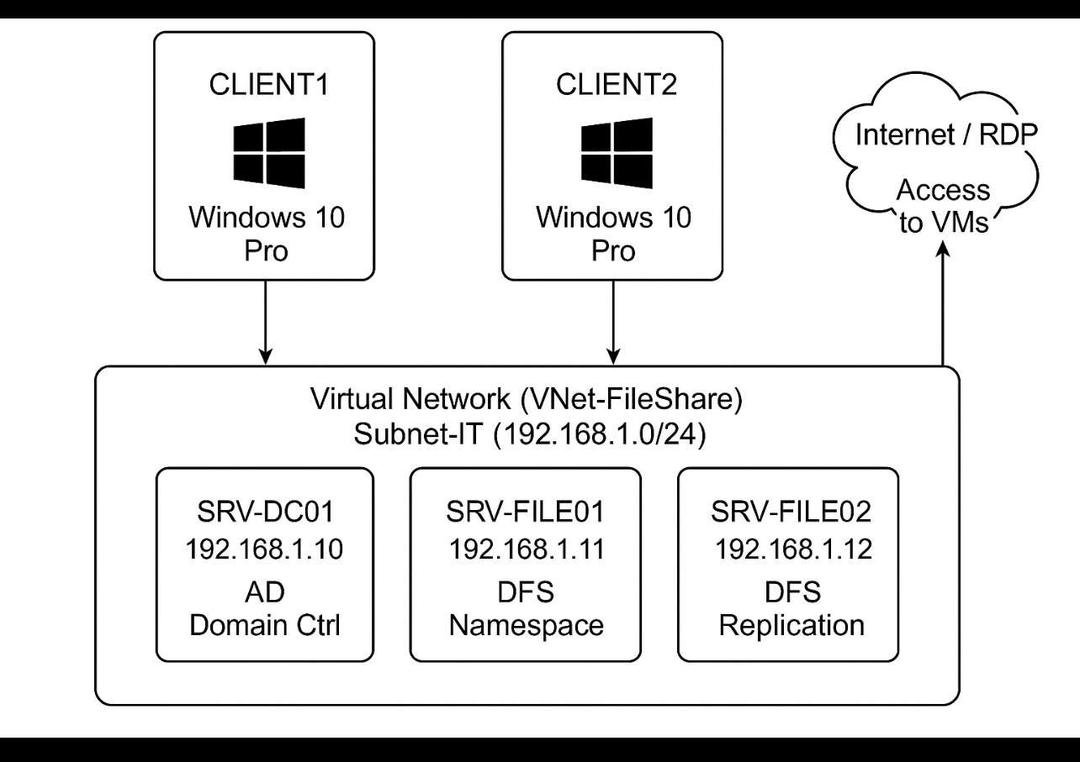 CLIENT1
Windows 10
Pro
CLIENT2
Windows 10
Pro
Internet / RDP
Access
to VMs
Virtual Network (VNet-FileShare)
Subnet-IT (192.168.1.0/24)
SRV-DC01
192.168.1.10
AD
Domain Ctrl
SRV-FILE01
192.168.1.11
DFS
Namespace
SRV-FILE02
192.168.1.12
DFS
Replication